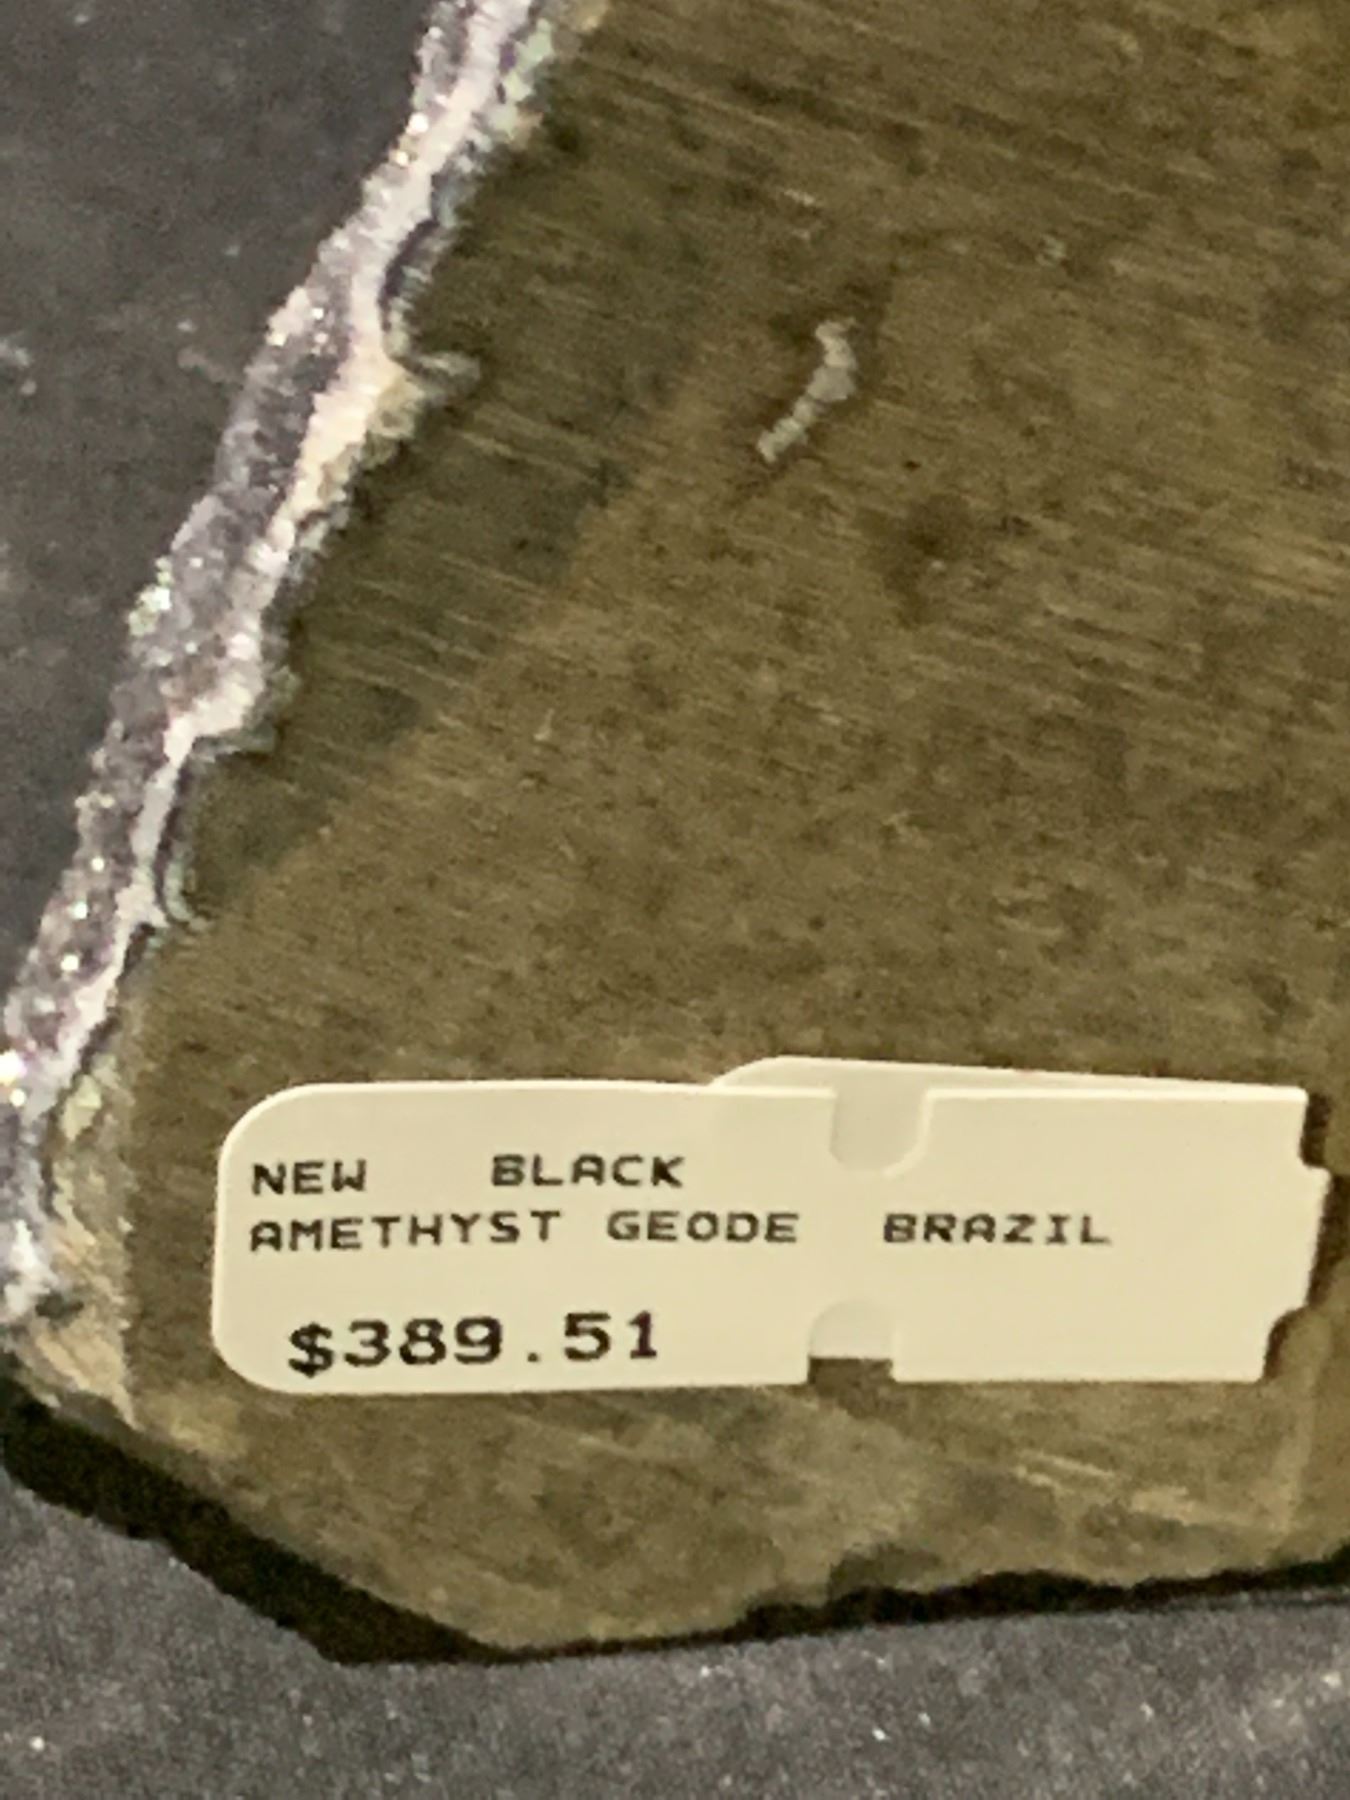 NEW BLACK
AMETHYST GEODE BRAZIL
$389.51